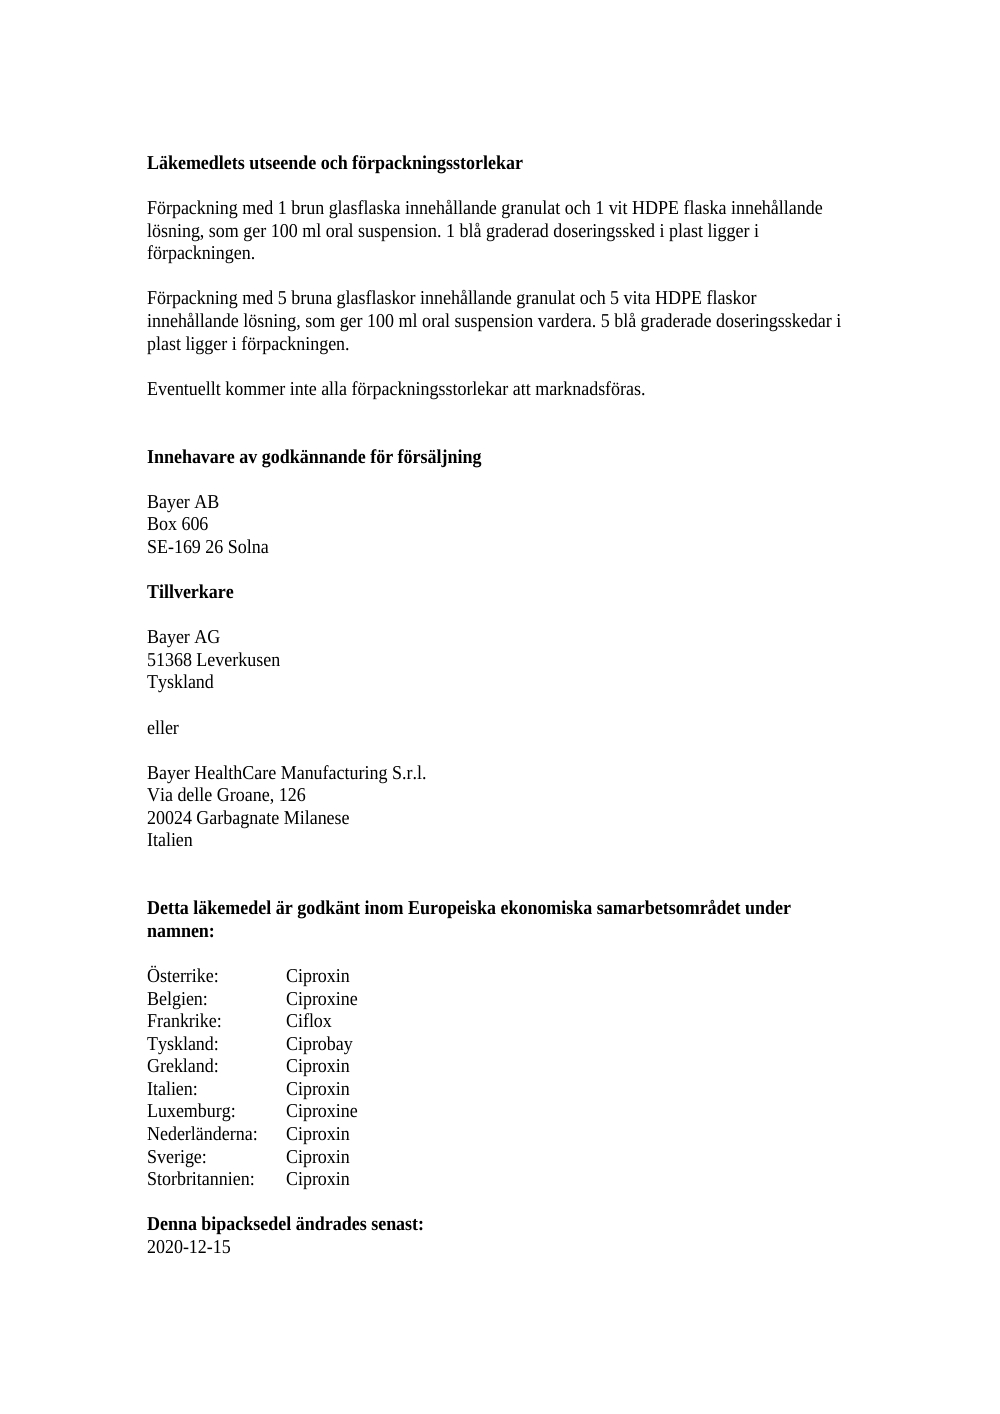 Läkemedlets utseende och förpackningsstorlekar
Förpackning med 1 brun glasflaska innehållande granulat och 1 vit HDPE flaska innehållande
lösning, som ger 100 ml oral suspension. 1 blå graderad doseringssked i plast ligger i
förpackningen.
Förpackning med 5 bruna glasflaskor innehållande granulat och 5 vita HDPE flaskor
innehållande lösning, som ger 100 ml oral suspension vardera. 5 blå graderade doseringsskedar i
plast ligger i förpackningen.
Eventuellt kommer inte alla förpackningsstorlekar att marknadsföras.
Innehavare av godkännande för försäljning
Bayer AB
Box 606
SE-169 26 Solna
Tillverkare
Bayer AG
51368 Leverkusen
Tyskland
eller
Bayer HealthCare Manufacturing S.r.l.
Via delle Groane, 126
20024 Garbagnate Milanese
Italien
Detta läkemedel är godkänt inom Europeiska ekonomiska samarbetsområdet under
namnen:
Österrike: Ciproxin
Belgien: Ciproxine
Frankrike: Ciflox
Tyskland: Ciprobay
Grekland: Ciproxin
Italien: Ciproxin
Luxemburg: Ciproxine
Nederländerna: Ciproxin
Sverige: Ciproxin
Storbritannien: Ciproxin
Denna bipacksedel ändrades senast:
2020-12-15